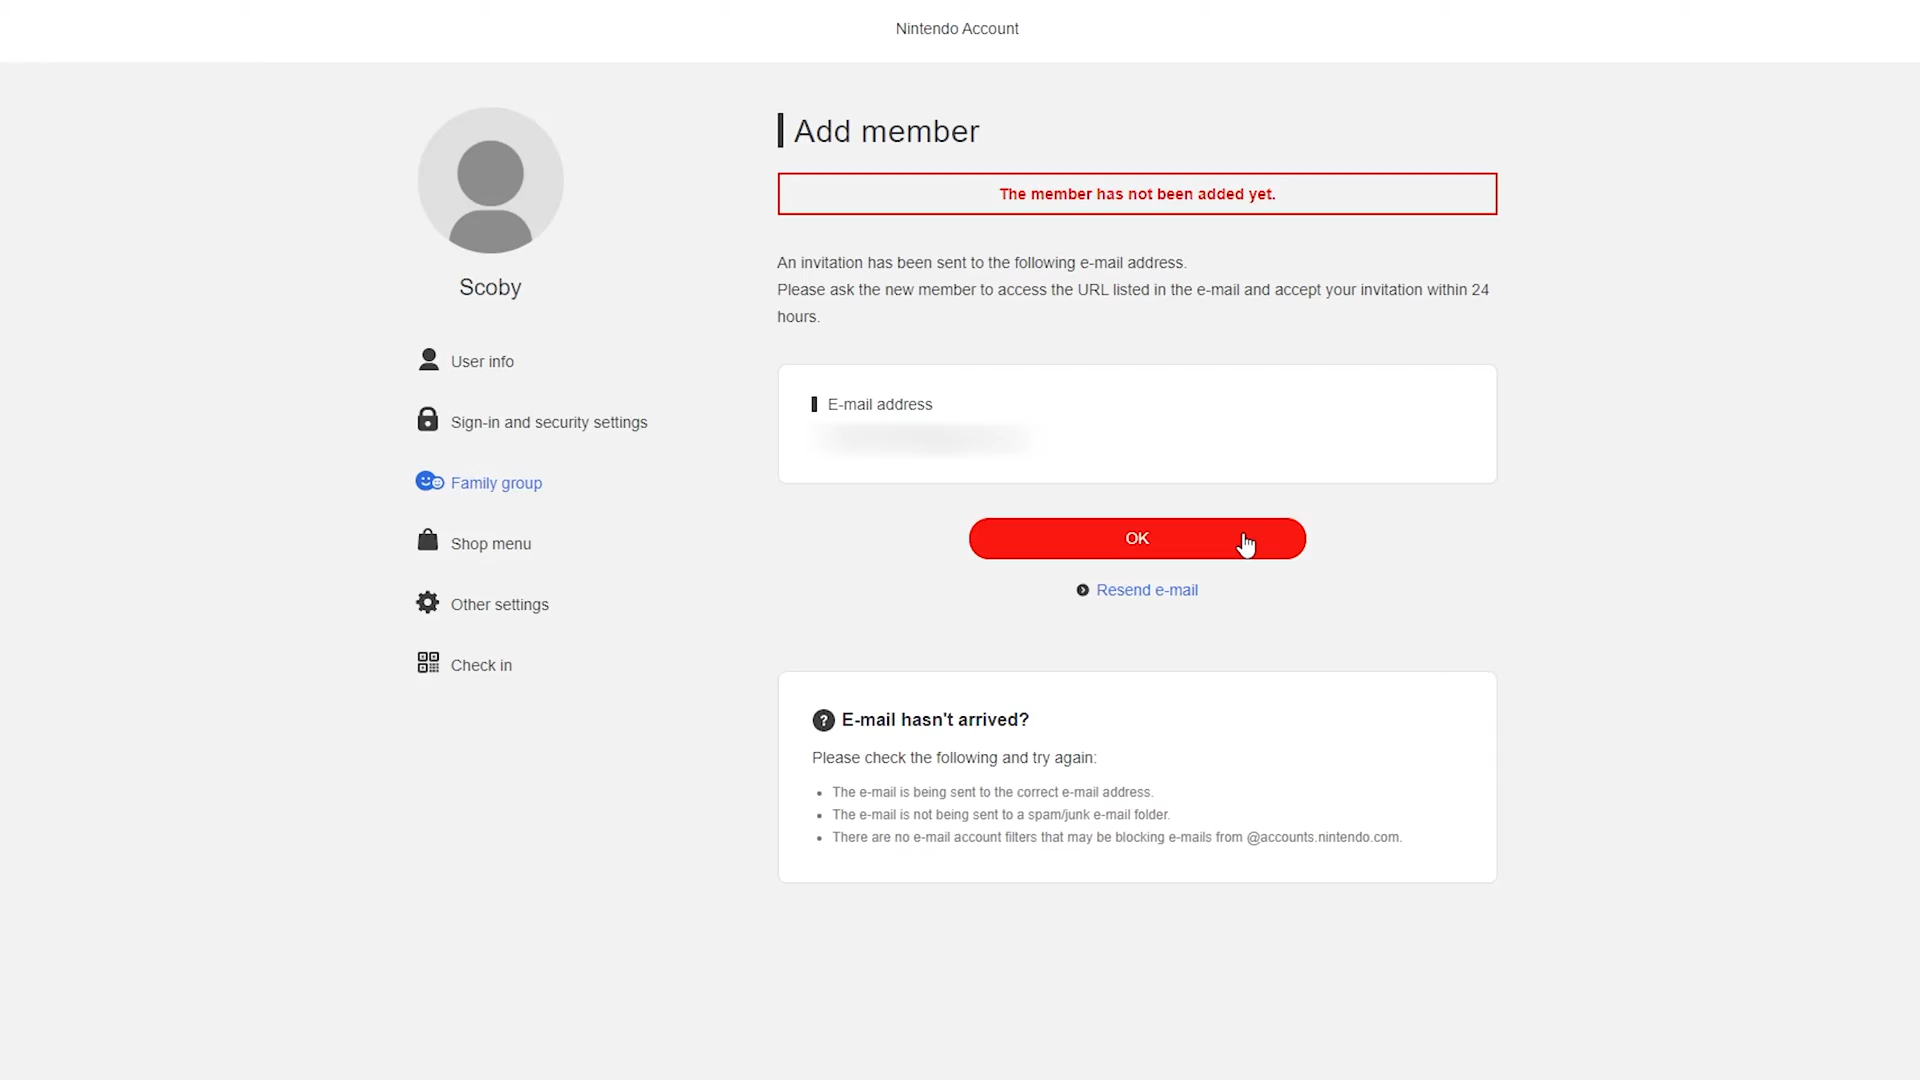 Nintendo Account
Scoby
User info
Sign-in and security settings
Family group
Shop menu
Other settings
Check in
Add member
The member has not been added yet.
An invitation has been sent to the following e-mail address.
Please ask the new member to access the URL listed in the e-mail and accept your invitation within 24
hours.
E-mail address
OK
Resend e-mail
E-mail hasn't arrived?
Please check the following and try again:
• The e-mail is being sent to the correct e-mail address.
• The e-mail is not being sent to a spam/junk e-mail folder.
• There are no e-mail account filters that may be blocking e-mails from @accounts.nintendo.com.